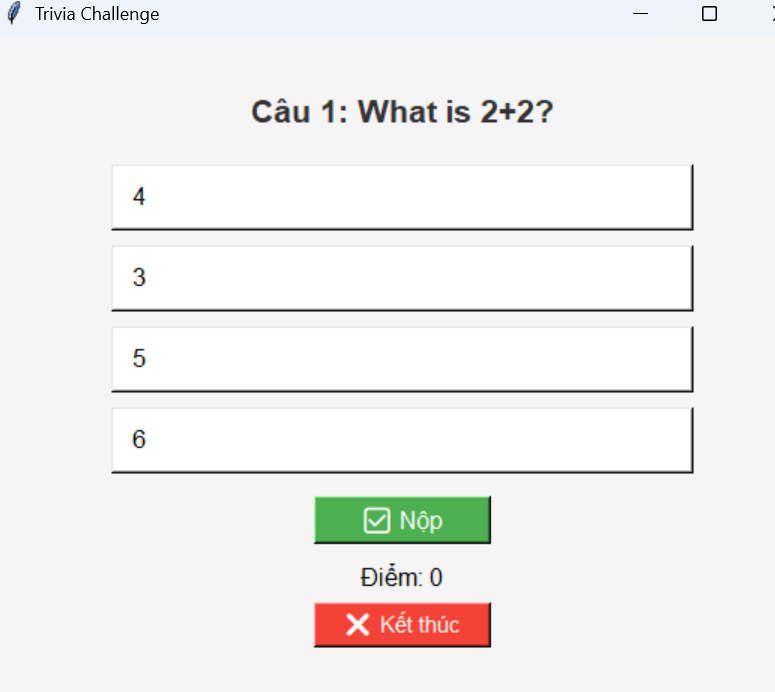 Trivia Challenge
Câu 1: What is 2+2?
4
3
5
6
Nộp
Điểm: 0
Kết thúc